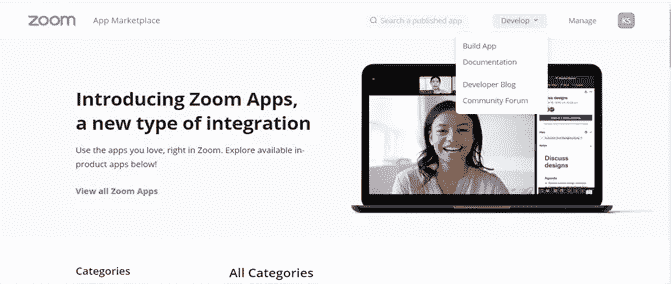 zoom App Marketplace Search a published app Develop Manage KS
Build App
Documentation
Developer Blog
Community Forum
Introducing Zoom Apps,
a new type of integration
Use the apps you love, right in Zoom. Explore available in-
product apps below!
View all Zoom Apps
Discuss
designs
Categories
All Categories